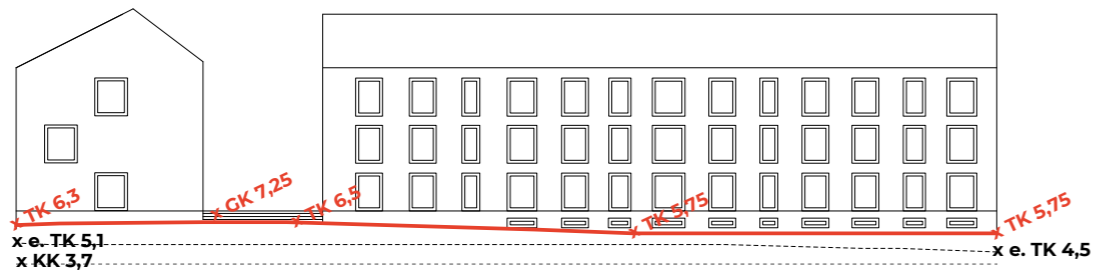 x TK 6,3
x GK 7,25
x TK 6,5
x TK 5,75
x TK 5,75
x e. TK 5,1
x e. TK 4,5
x KK 3,7